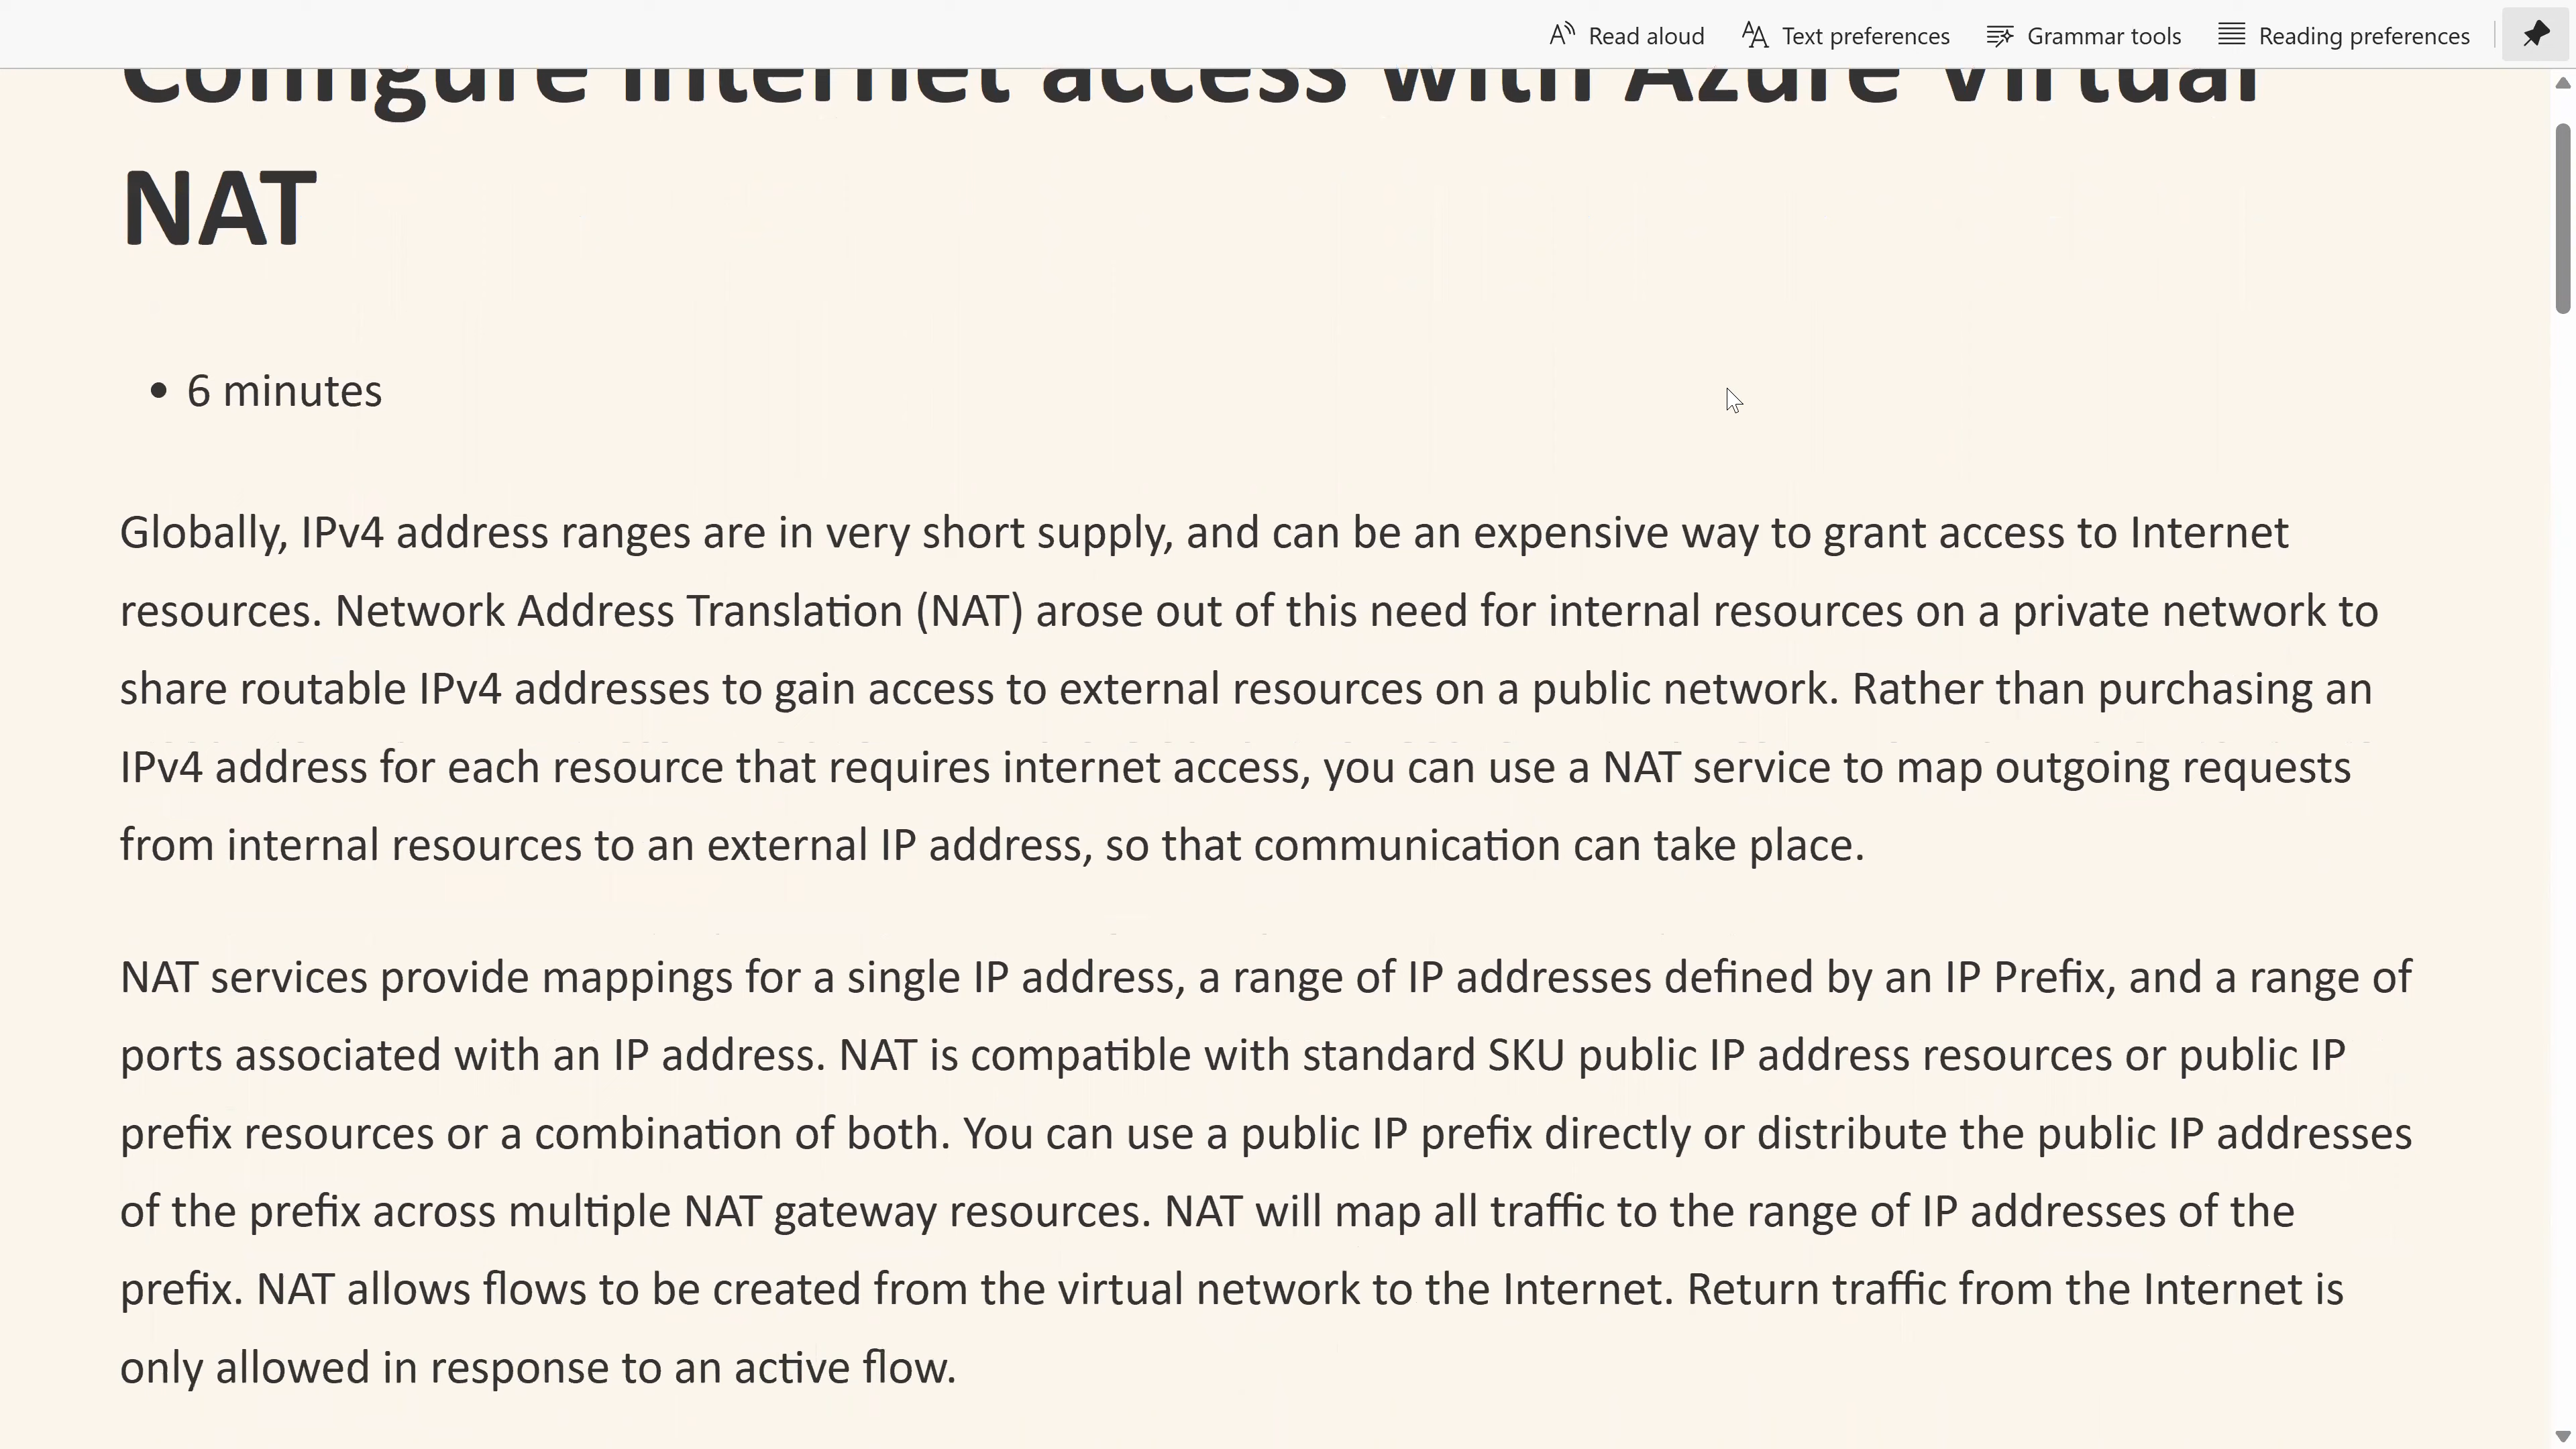 Read aloud
Text preferences
Grammar tools
Reading preferences
Configure internet access with Azure Virtual
NAT
• 6 minutes
Globally, IPv4 address ranges are in very short supply, and can be an expensive way to grant access to Internet
resources. Network Address Translation (NAT) arose out of this need for internal resources on a private network to
share routable IPv4 addresses to gain access to external resources on a public network. Rather than purchasing an
IPv4 address for each resource that requires internet access, you can use a NAT service to map outgoing requests
from internal resources to an external IP address, so that communication can take place.
NAT services provide mappings for a single IP address, a range of IP addresses defined by an IP Prefix, and a range of
ports associated with an IP address. NAT is compatible with standard SKU public IP address resources or public IP
prefix resources or a combination of both. You can use a public IP prefix directly or distribute the public IP addresses
of the prefix across multiple NAT gateway resources. NAT will map all traffic to the range of IP addresses of the
prefix. NAT allows flows to be created from the virtual network to the Internet. Return traffic from the Internet is
only allowed in response to an active flow.